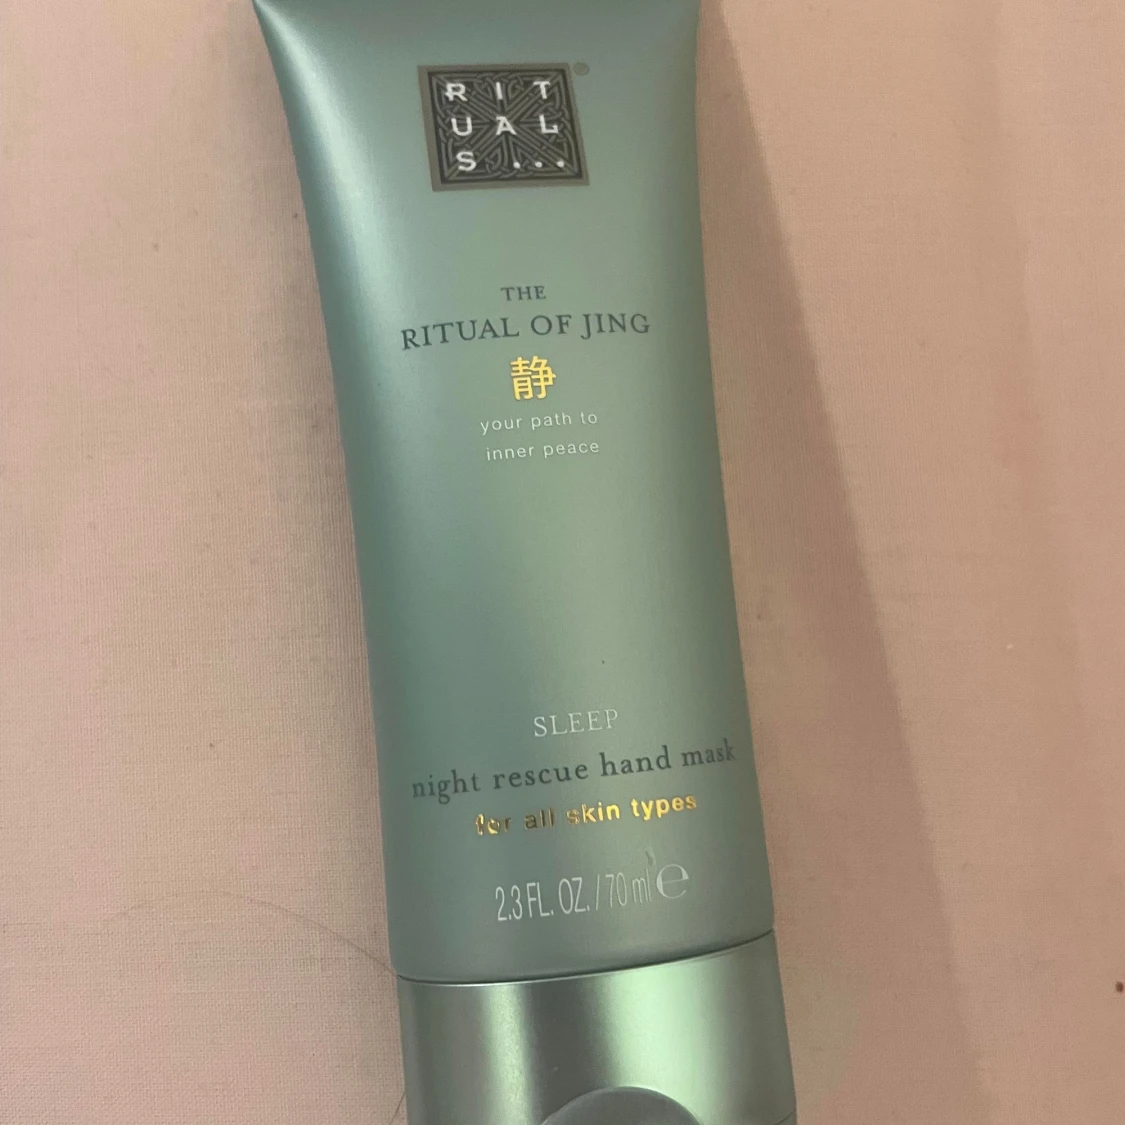 R I T
U A L
S ...
®
THE
RITUAL OF JING
静
your path to
inner peace
SLEEP
night rescue hand mask
for all skin types
2.3 FL. OZ. / 70 ml ℮